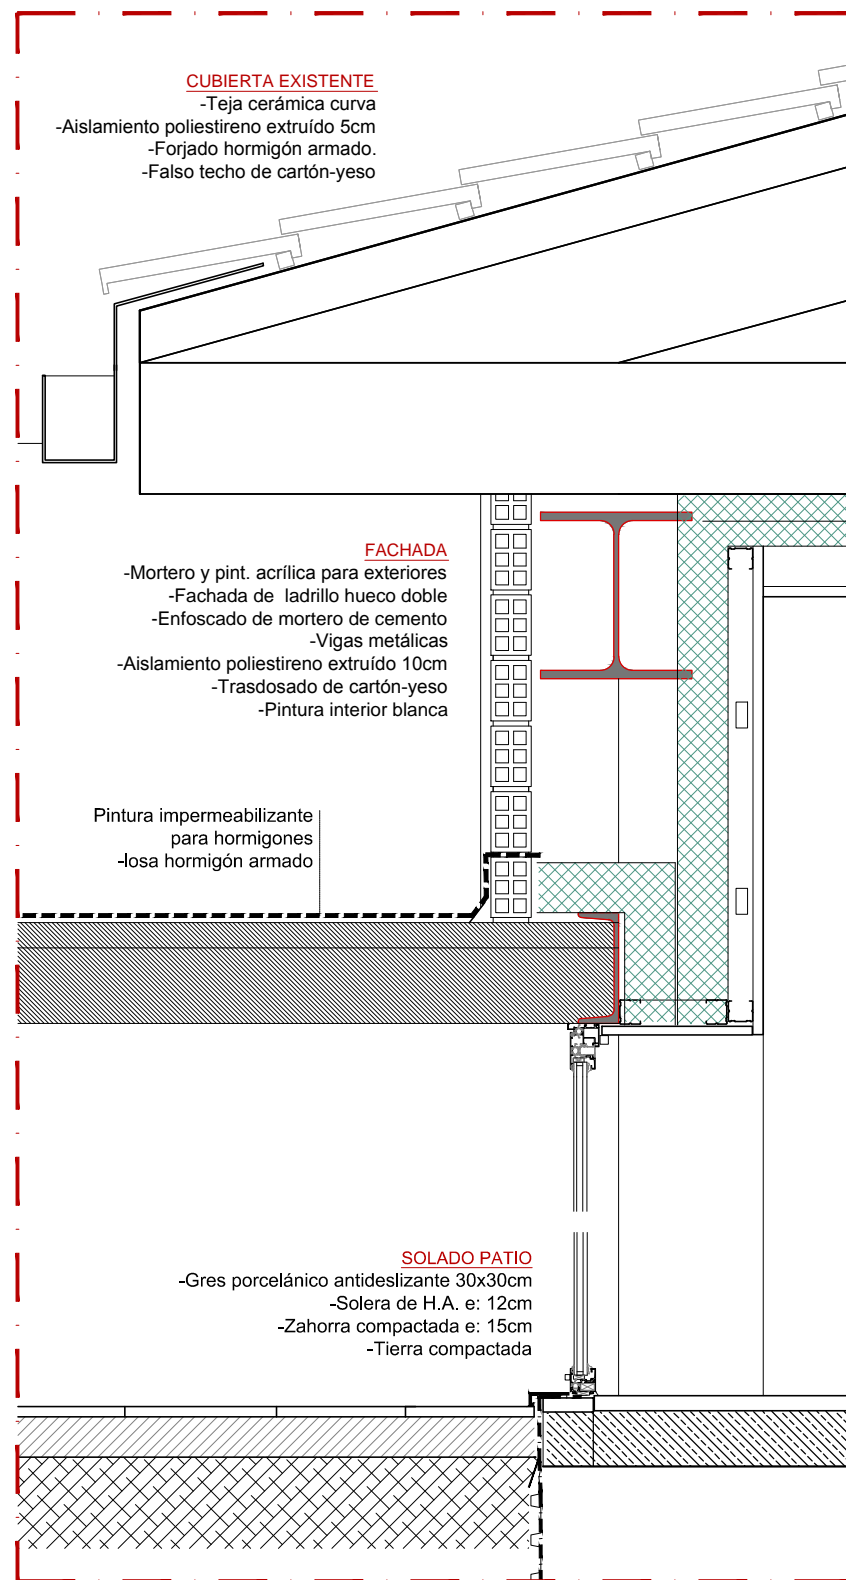 CUBIERTA EXISTENTE
-Teja cerámica curva
-Aislamiento poliestireno extruído 5cm
-Forjado hormigón armado.
-Falso techo de cartón-yeso
FACHADA
-Mortero y pint. acrílica para exteriores
-Fachada de ladrillo hueco doble
-Enfoscado de mortero de cemento
-Vigas metálicas
-Aislamiento poliestireno extruído 10cm
-Trasdosado de cartón-yeso
-Pintura interior blanca
Pintura impermeabilizante
para hormigones
-losa hormigón armado
SOLADO PATIO
-Gres porcelánico antideslizante 30x30cm
-Solera de H.A. e: 12cm
-Zahorra compactada e: 15cm
-Tierra compactada